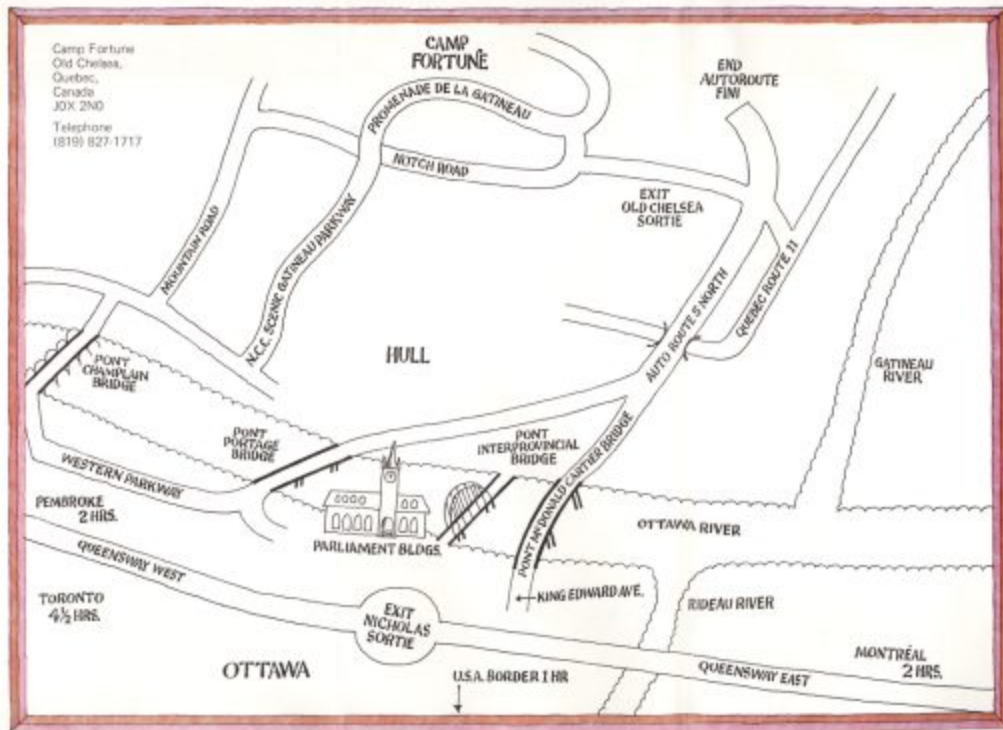 Camp Fortune
Old Chelsea,
Quebec,
Canada
J0X 2N0
Telephone
(819) 827-1717
CAMP
FORTUNE
PROMENADE DE LA GATINEAU
END
AUTOROUTE
FINI
NOTCH ROAD
EXIT
OLD CHELSEA
SORTIE
MOUNTAIN ROAD
N.C.C. SCENIC GATINEAU PARKWAY
AUTO ROUTE 5 NORTH
QUEBEC ROUTE 11
HULL
GATINEAU
RIVER
PONT
CHAMPLAIN
BRIDGE
PONT
PORTAGE
BRIDGE
PONT
INTERPROVINCIAL
BRIDGE
PONT McDONALD CARTIER BRIDGE
WESTERN PARKWAY
PEMBROKE
2 HRS.
PARLIAMENT BLDGS.
OTTAWA RIVER
QUEENSWAY WEST
KING EDWARD AVE.
RIDEAU RIVER
TORONTO
4½ HRS.
EXIT
NICHOLAS
SORTIE
OTTAWA
U.S.A. BORDER 1 HR
QUEENSWAY EAST
MONTRÉAL
2 HRS.